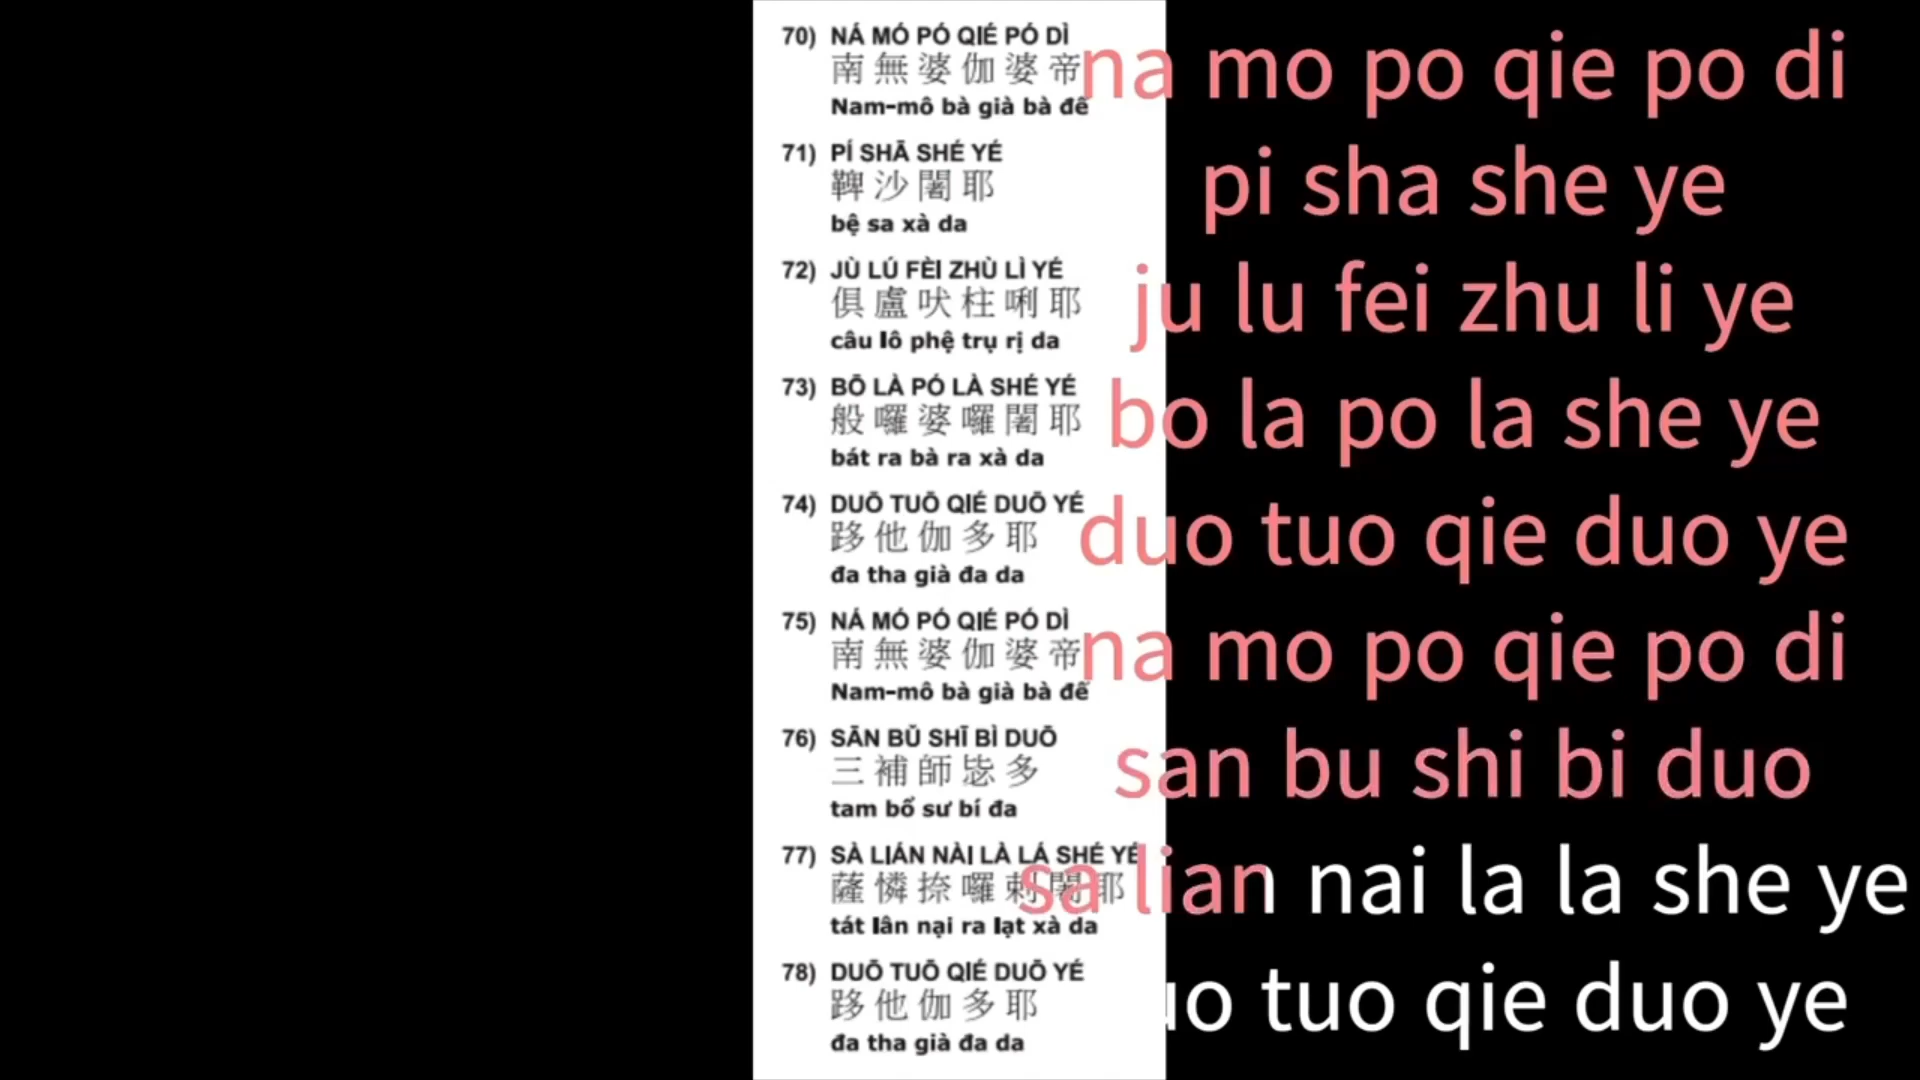 70) NÁ MÓ PÓ QIÉ PÓ DÌ
南無婆伽婆帝
Nam-mô bà già bà đế
na mo po qie po di
71) PÍ SHĀ SHÉ YÉ
鞞沙闍耶
bệ sa xà da
pi sha she ye
72) JÙ LÚ FÈI ZHÙ LÌ YÉ
俱盧吠柱唎耶
câu lô phệ trụ rị da
ju lu fei zhu li ye
73) BŌ LÀ PÓ LÀ SHÉ YÉ
般囉婆囉闍耶
bát ra bà ra xà da
bo la po la she ye
74) DUŌ TUŌ QIÉ DUŌ YÉ
跢他伽多耶
đa tha già đa da
duo tuo qie duo ye
75) NÁ MÓ PÓ QIÉ PÓ DÌ
南無婆伽婆帝
Nam-mô bà già bà đế
na mo po qie po di
76) SĀN BǓ SHĪ BÌ DUŌ
三補師毖多
tam bổ sư bí đa
san bu shi bi duo
77) SÀ LIÁN NÀI LÀ LÁ SHÉ YÉ
薩憐捺囉剌闍耶
tát lân nại ra lạt xà da
sa lian nai la la she ye
78) DUŌ TUŌ QIÉ DUŌ YÉ
跢他伽多耶
đa tha già đa da
uo tuo qie duo ye